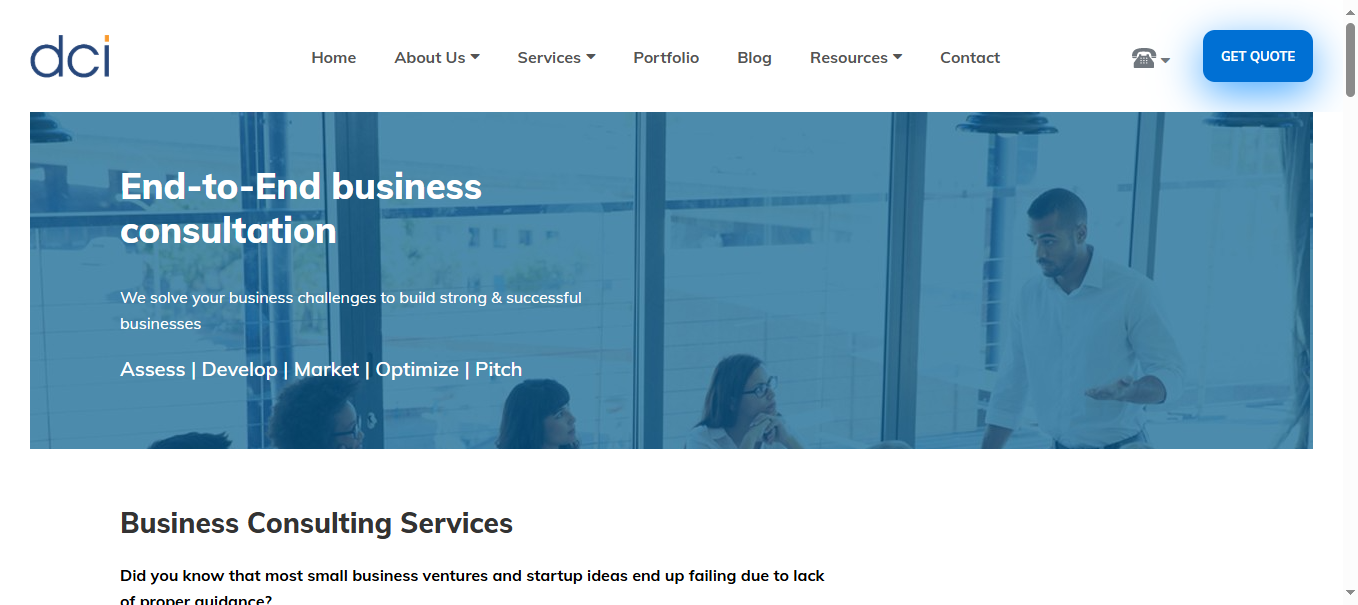 dci
Home
About Us
Services
Portfolio
Blog
Resources
Contact
GET QUOTE
End-to-End business
consultation
We solve your business challenges to build strong & successful
businesses
Assess | Develop | Market | Optimize | Pitch
Business Consulting Services
Did you know that most small business ventures and startup ideas end up failing due to lack
of proper guidance?